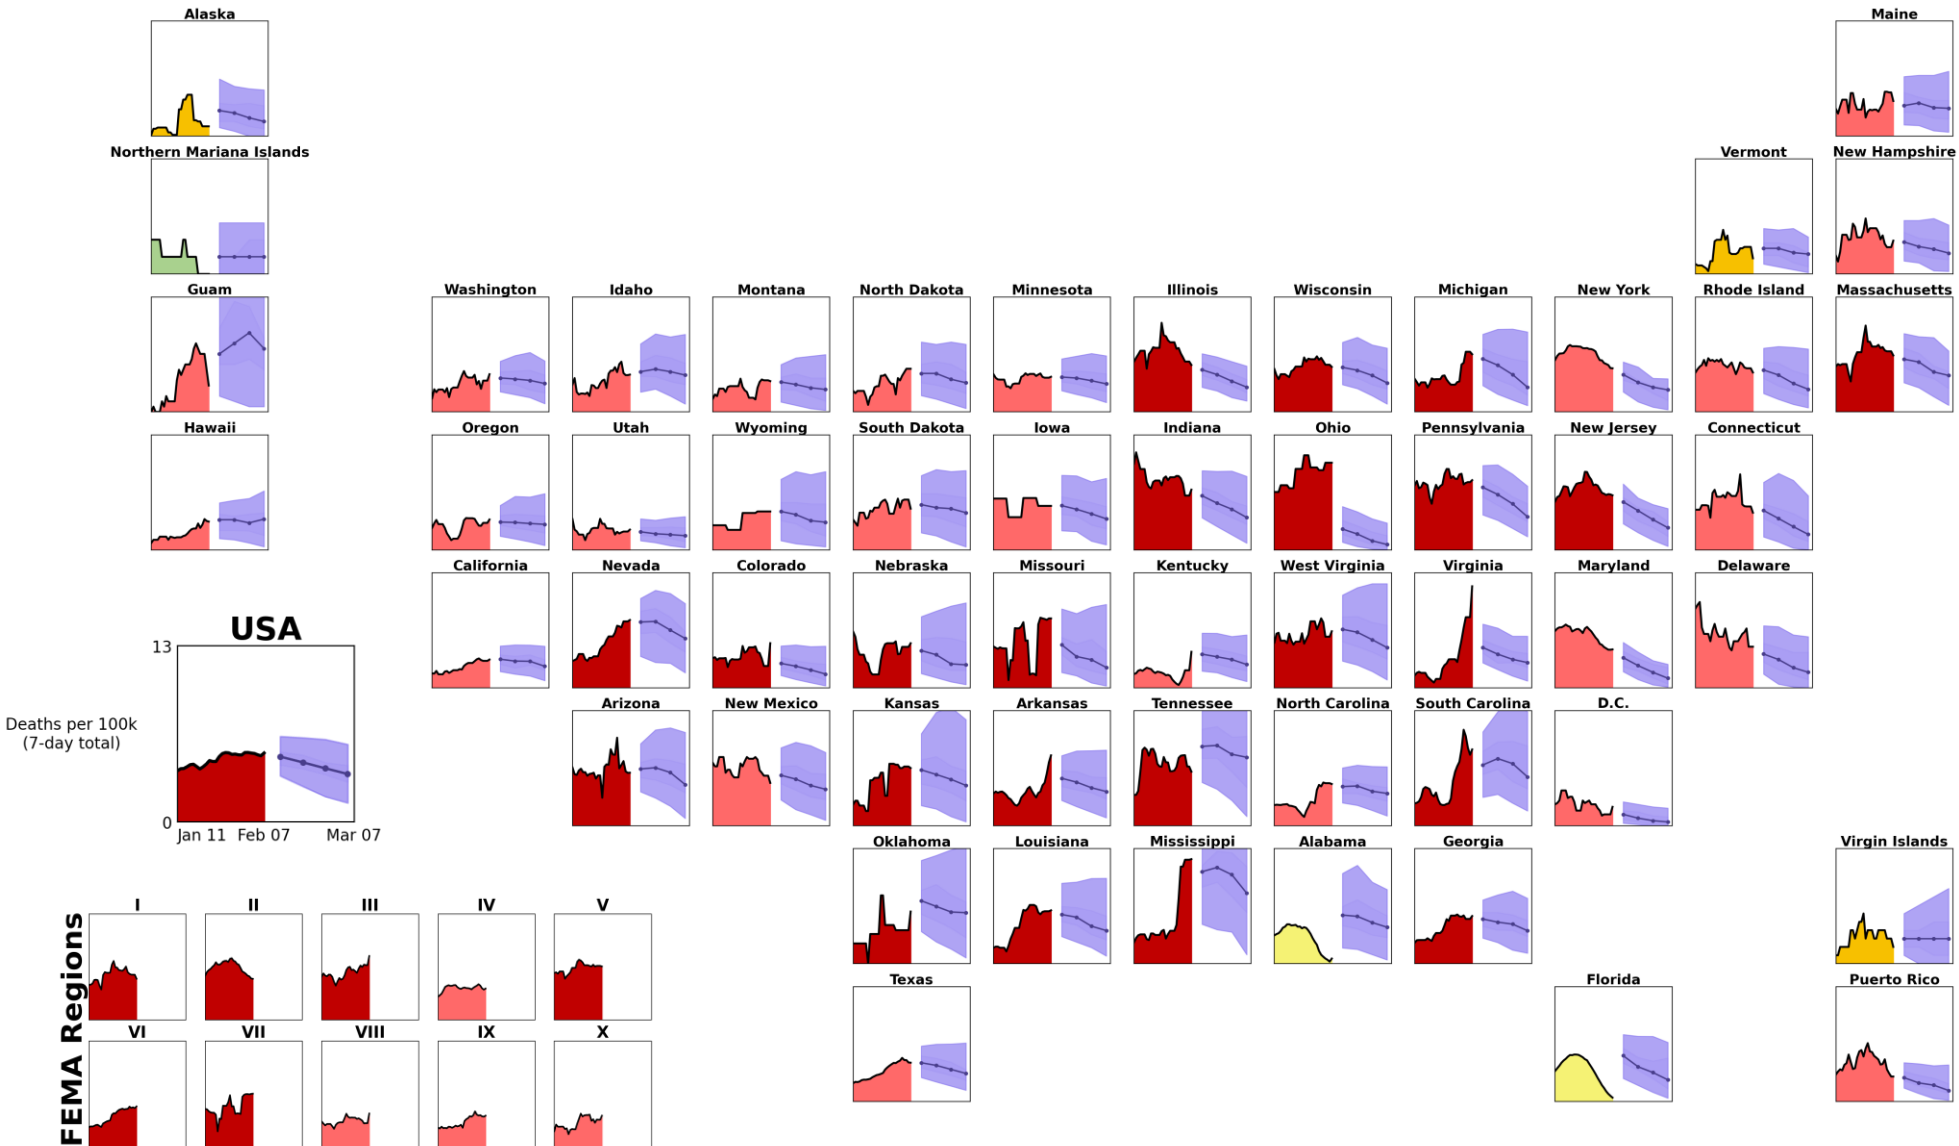 Alaska
Maine
Northern Mariana Islands
Vermont
New Hampshire
Guam
Washington
Idaho
Montana
North Dakota
Minnesota
Illinois
Wisconsin
Michigan
New York
Rhode Island
Massachusetts
Hawaii
Oregon
Utah
Wyoming
South Dakota
Iowa
Indiana
Ohio
Pennsylvania
New Jersey
Connecticut
California
Nevada
Colorado
Nebraska
Missouri
Kentucky
West Virginia
Virginia
Maryland
Delaware
USA
13
Deaths per 100k
(7-day total)
0
Jan 11
Feb 07
Mar 07
Arizona
New Mexico
Kansas
Arkansas
Tennessee
North Carolina
South Carolina
D.C.
Oklahoma
Louisiana
Mississippi
Alabama
Georgia
Virgin Islands
Texas
Florida
Puerto Rico
FEMA Regions
I
II
III
IV
V
VI
VII
VIII
IX
X